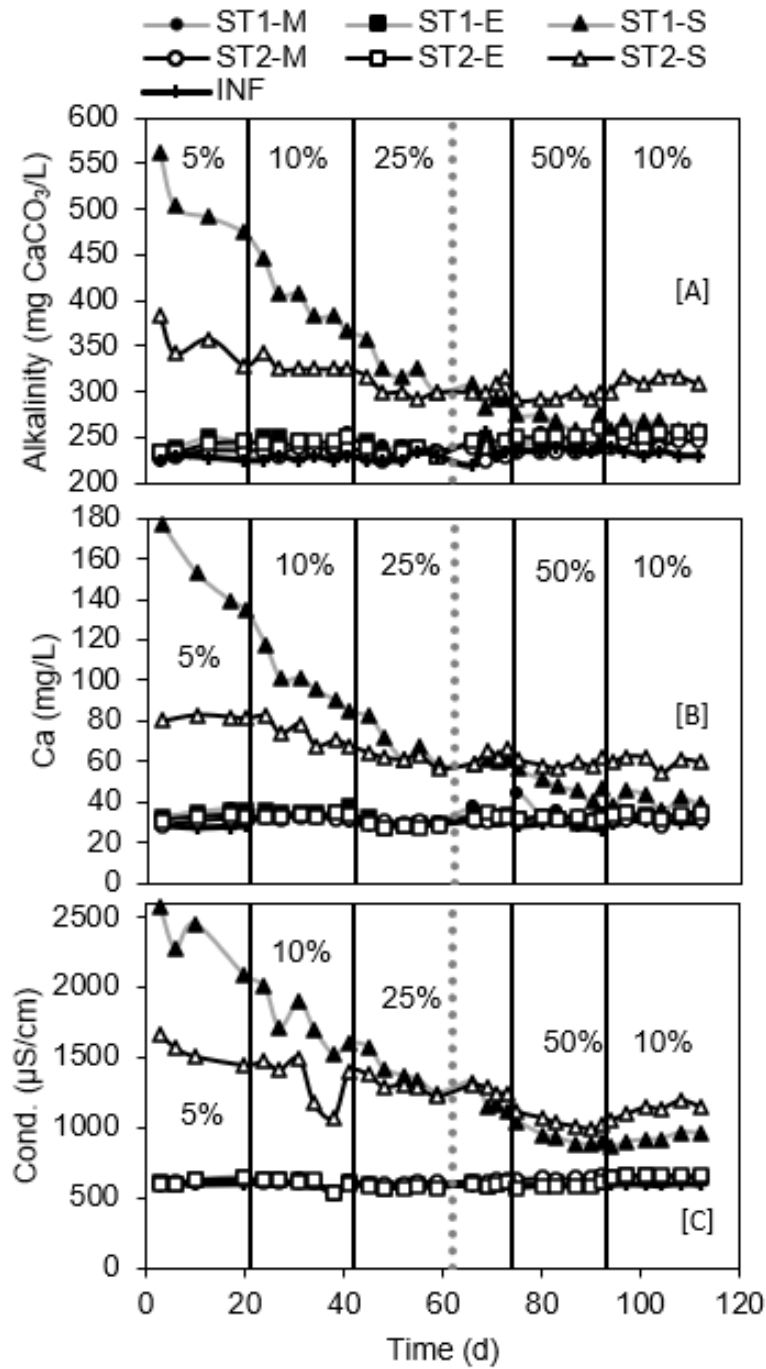 ST1-M ST1-E ST1-S
ST2-M ST2-E ST2-S
INF
Alkalinity (mg CaCO₃/L)
600
550
500
450
400
350
300
250
200
5% 10% 25% 50% 10%
[A]
Ca (mg/L)
180
160
140
120
100
80
60
40
20
0
10% 25% 50% 10%
5%
[B]
Cond. (µS/cm)
2500
2000
1500
1000
500
0
10%
25%
50% 10%
5%
[C]
0 20 40 60 80 100 120
Time (d)